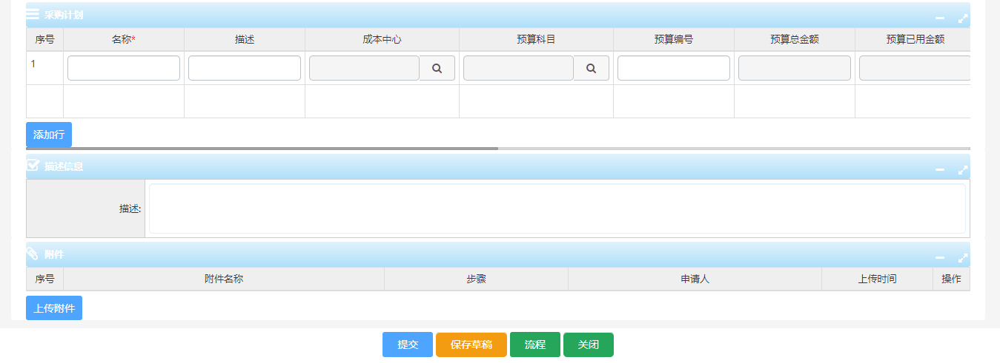 采购计划
序号 名称* 描述 成本中心 预算科目 预算编号 预算总金额 预算已用金额
1
添加行
描述信息
描述:
附件
序号 附件名称 步骤 申请人 上传时间 操作
上传附件
提交 保存草稿 流程 关闭